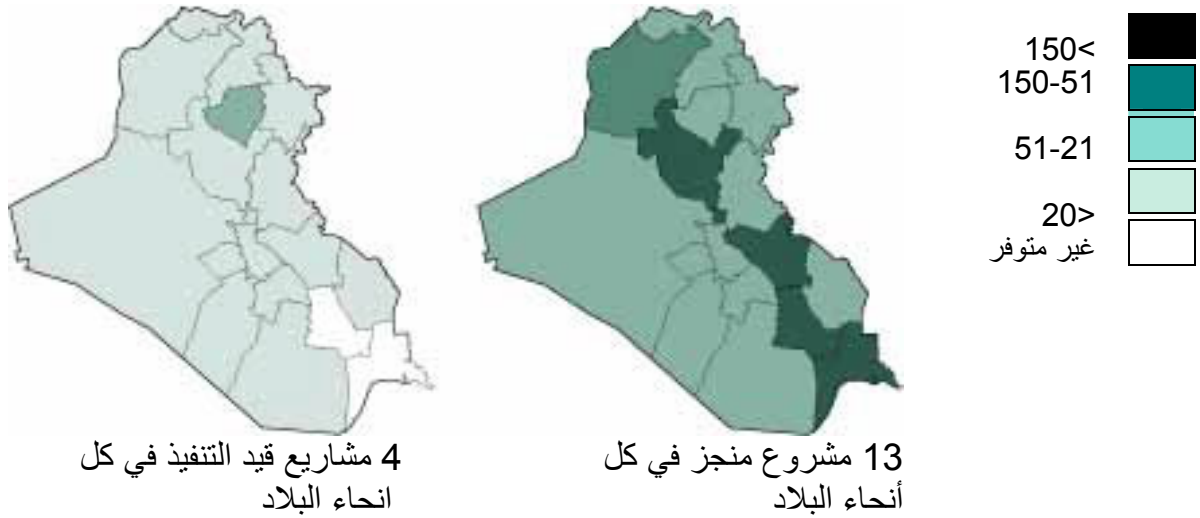 150<
150-51
51-21
20>
غير متوفر
13 مشروع منجز في كل
أنحاء البلاد
4 مشاريع قيد التنفيذ في كل
انحاء البلاد